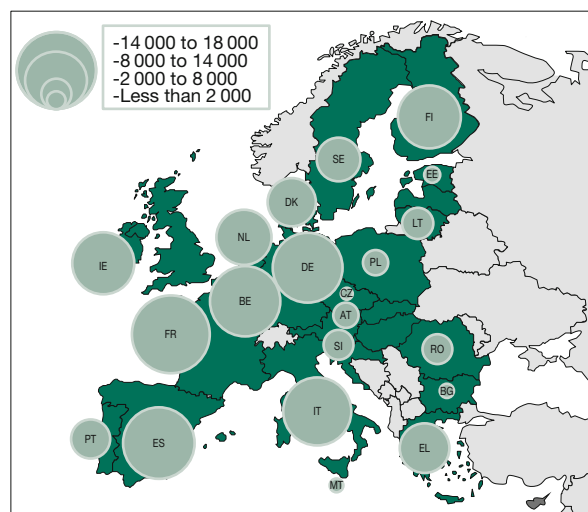 -14 000 to 18 000
-8 000 to 14 000
-2 000 to 8 000
-Less than 2 000
FI
SE
EE
DK
LT
NL
IE
DE
PL
BE
CZ
AT
FR
SI
RO
BG
IT
PT
ES
EL
MT